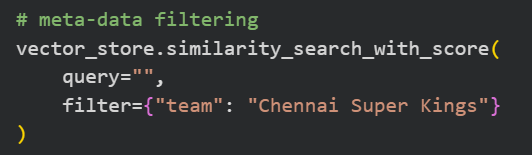 # meta-data filtering
vector_store.similarity_search_with_score(
    query="",
    filter={"team": "Chennai Super Kings"}
)